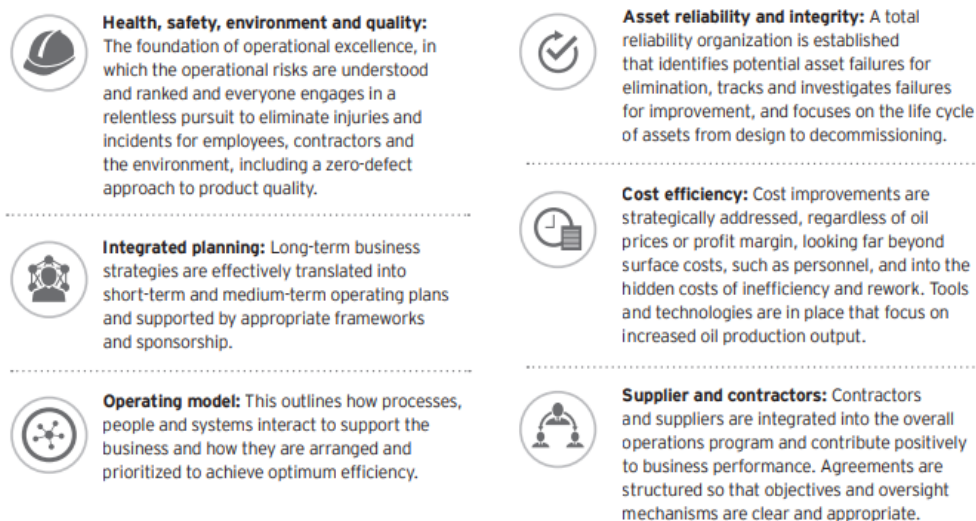 Health, safety, environment and quality:
The foundation of operational excellence, in
which the operational risks are understood
and ranked and everyone engages in a
relentless pursuit to eliminate injuries and
incidents for employees, contractors and
the environment, including a zero-defect
approach to product quality.
Integrated planning: Long-term business
strategies are effectively translated into
short-term and medium-term operating plans
and supported by appropriate frameworks
and sponsorship.
Operating model: This outlines how processes,
people and systems interact to support the
business and how they are arranged and
prioritized to achieve optimum efficiency.
Asset reliability and integrity: A total
reliability organization is established
that identifies potential asset failures for
elimination, tracks and investigates failures
for improvement, and focuses on the life cycle
of assets from design to decommissioning.
Cost efficiency: Cost improvements are
strategically addressed, regardless of oil
prices or profit margin, looking far beyond
surface costs, such as personnel, and into the
hidden costs of inefficiency and rework. Tools
and technologies are in place that focus on
increased oil production output.
Supplier and contractors: Contractors
and suppliers are integrated into the overall
operations program and contribute positively
to business performance. Agreements are
structured so that objectives and oversight
mechanisms are clear and appropriate.